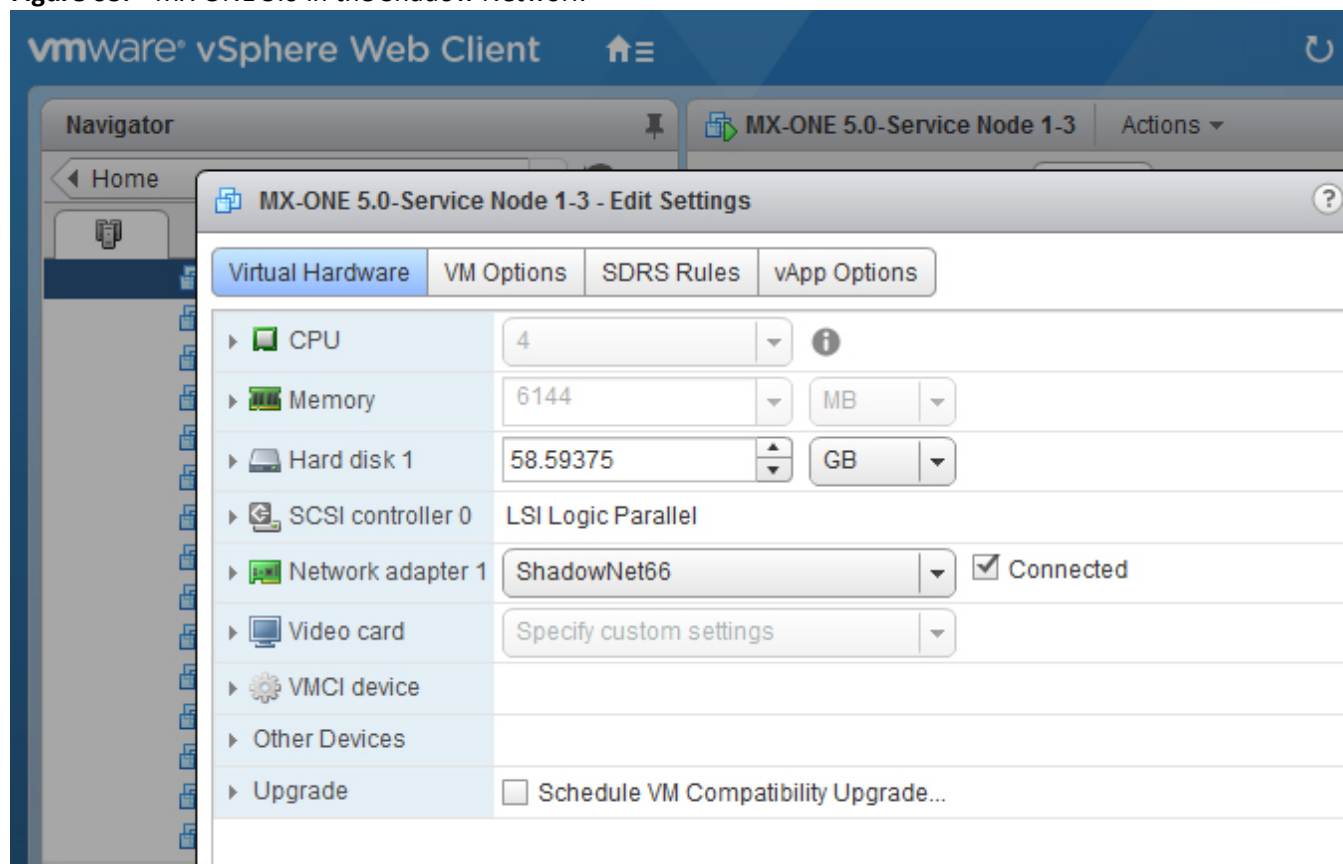 vmware® vSphere Web Client
Navigator
MX-ONE 5.0-Service Node 1-3 Actions
Home
MX-ONE 5.0-Service Node 1-3 - Edit Settings
?
Virtual Hardware VM Options SDRS Rules vApp Options
CPU 4
Memory 6144 MB
Hard disk 1 58.59375 GB
SCSI controller 0 LSI Logic Parallel
Network adapter 1 ShadowNet66 Connected
Video card Specify custom settings
VMCI device
Other Devices
Upgrade Schedule VM Compatibility Upgrade...